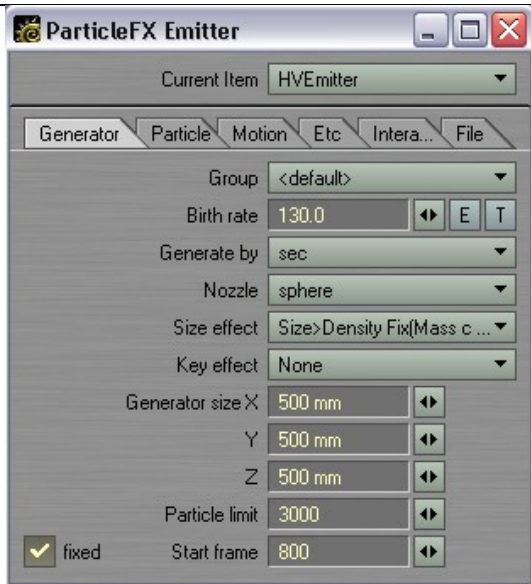 ParticleFX Emitter
Current Item HVEmitter
Generator Particle Motion Etc Intera... File
Group <default>
Birth rate 130.0 E T
Generate by sec
Nozzle sphere
Size effect Size>Density Fix(Mass c ...
Key effect None
Generator size X 500 mm
Y 500 mm
Z 500 mm
Particle limit 3000
fixed Start frame 800